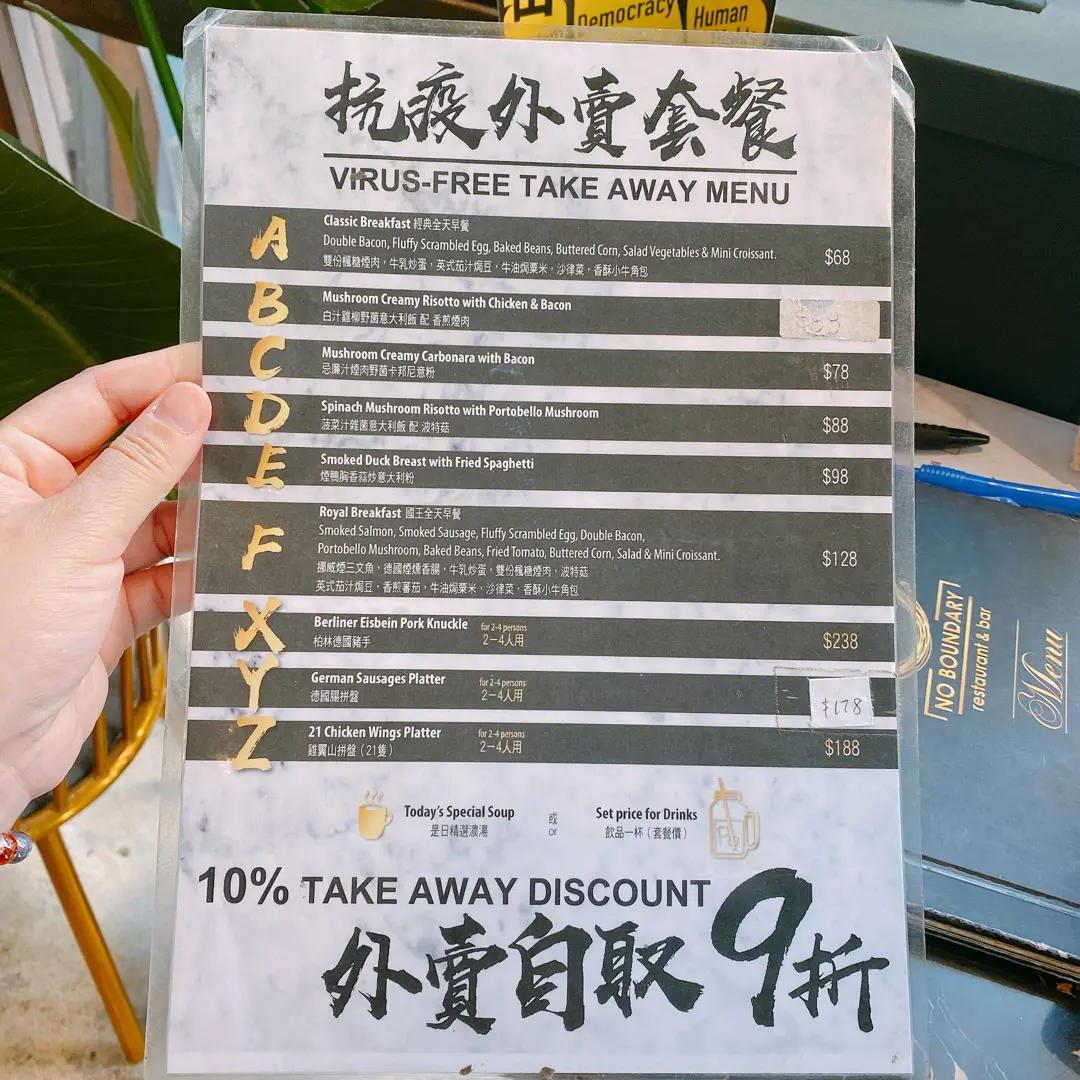 Democracy
Human
抗疫外賣套餐
VIRUS-FREE TAKE AWAY MENU
A
Classic Breakfast 經典全天早餐
Double Bacon, Fluffy Scrambled Egg, Baked Beans, Buttered Corn, Salad Vegetables & Mini Croissant.
雙份楓糖煙肉，牛乳炒蛋，英式茄汁焗豆，牛油焗粟米，沙律菜，香酥小牛角包
$68
B
Mushroom Creamy Risotto with Chicken & Bacon
白汁雞柳野菌意大利飯 配 香煎煙肉
C
Mushroom Creamy Carbonara with Bacon
忌廉汁煙肉野菌卡邦尼意粉
$78
D
Spinach Mushroom Risotto with Portobello Mushroom
菠菜汁雜菌意大利飯 配 波特菇
$88
E
Smoked Duck Breast with Fried Spaghetti
煙鴨胸香蒜炒意大利粉
$98
F
Royal Breakfast 國王全天早餐
Smoked Salmon, Smoked Sausage, Fluffy Scrambled Egg, Double Bacon,
Portobello Mushroom, Baked Beans, Fried Tomato, Buttered Corn, Salad & Mini Croissant.
挪威煙三文魚，德國煙燻香腸，牛乳炒蛋，雙份楓糖煙肉，波特菇
英式茄汁焗豆，香煎蕃茄，牛油焗粟米，沙律菜，香酥小牛角包
$128
X
Berliner Eisbein Pork Knuckle for 2-4 persons
柏林德國豬手 2－4人用
$238
Y
German Sausages Platter for 2-4 persons
德國腸拼盤 2－4人用
$178
Z
21 Chicken Wings Platter for 2-4 persons
雞翼山拼盤（21隻） 2－4人用
$188
Today's Special Soup 或 Set price for Drinks
是日精選濃湯 or 飲品一杯（套餐價）
10% TAKE AWAY DISCOUNT
外賣自取9折
NO BOUNDARY
restaurant & bar
Menu